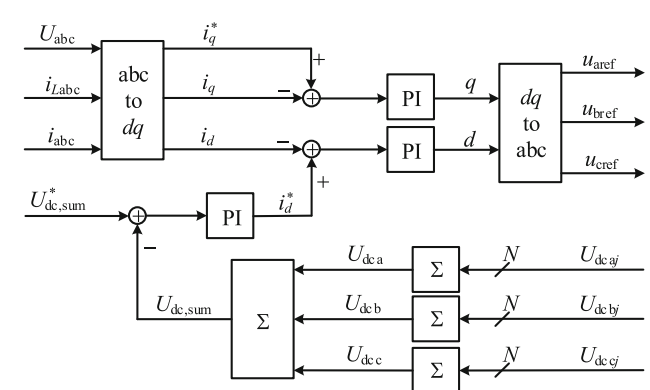 U_abc
i_Labc
i_abc
abc
to
dq
i_q^*
i_q
i_d
+
−
−
+
PI
PI
q
d
dq
to
abc
u_aref
u_bref
u_cref
U_dc,sum^*
−
PI
i_d^*
U_dc,sum
Σ
U_dca
Σ
N
U_dcaj
U_dcb
Σ
N
U_dcbj
U_dcc
Σ
N
U_dccj